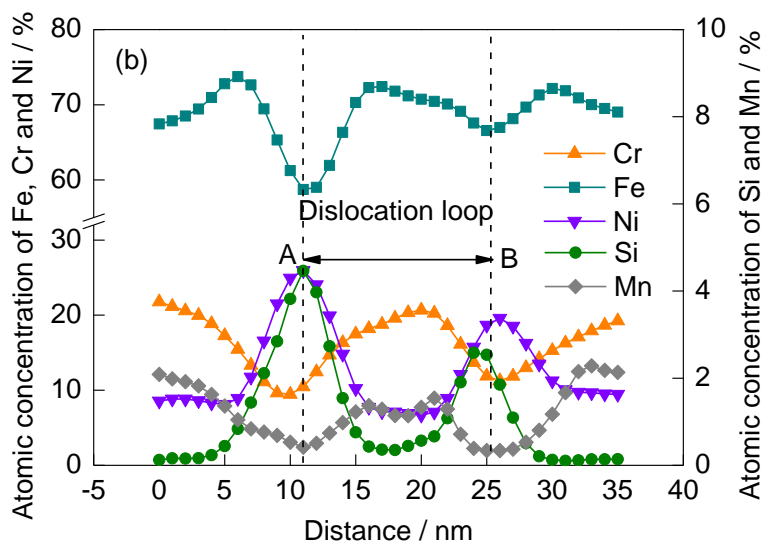 (b)
Atomic concentration of Fe, Cr and Ni / %
80
70
60
30
20
10
0
Atomic concentration of Si and Mn / %
10
8
6
4
2
0
Cr
Fe
Ni
Si
Mn
Dislocation loop
A
B
-5 0 5 10 15 20 25 30 35 40
Distance / nm